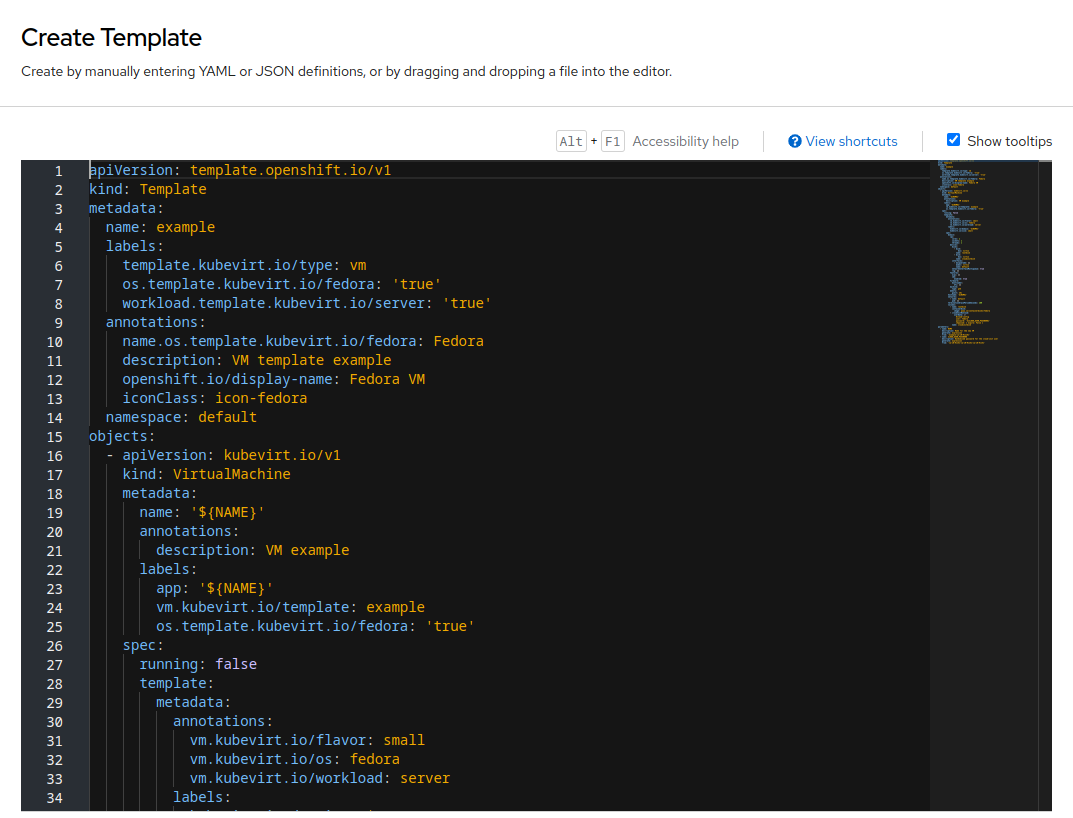 Create Template
Create by manually entering YAML or JSON definitions, or by dragging and dropping a file into the editor.
Alt + F1 Accessibility help View shortcuts Show tooltips
1 apiVersion: template.openshift.io/v1
2 kind: Template
3 metadata:
4 name: example
5 labels:
6 template.kubevirt.io/type: vm
7 os.template.kubevirt.io/fedora: 'true'
8 workload.template.kubevirt.io/server: 'true'
9 annotations:
10 name.os.template.kubevirt.io/fedora: Fedora
11 description: VM template example
12 openshift.io/display-name: Fedora VM
13 iconClass: icon-fedora
14 namespace: default
15 objects:
16 - apiVersion: kubevirt.io/v1
17 kind: VirtualMachine
18 metadata:
19 name: '${NAME}'
20 annotations:
21 description: VM example
22 labels:
23 app: '${NAME}'
24 vm.kubevirt.io/template: example
25 os.template.kubevirt.io/fedora: 'true'
26 spec:
27 running: false
28 template:
29 metadata:
30 annotations:
31 vm.kubevirt.io/flavor: small
32 vm.kubevirt.io/os: fedora
33 vm.kubevirt.io/workload: server
34 labels: